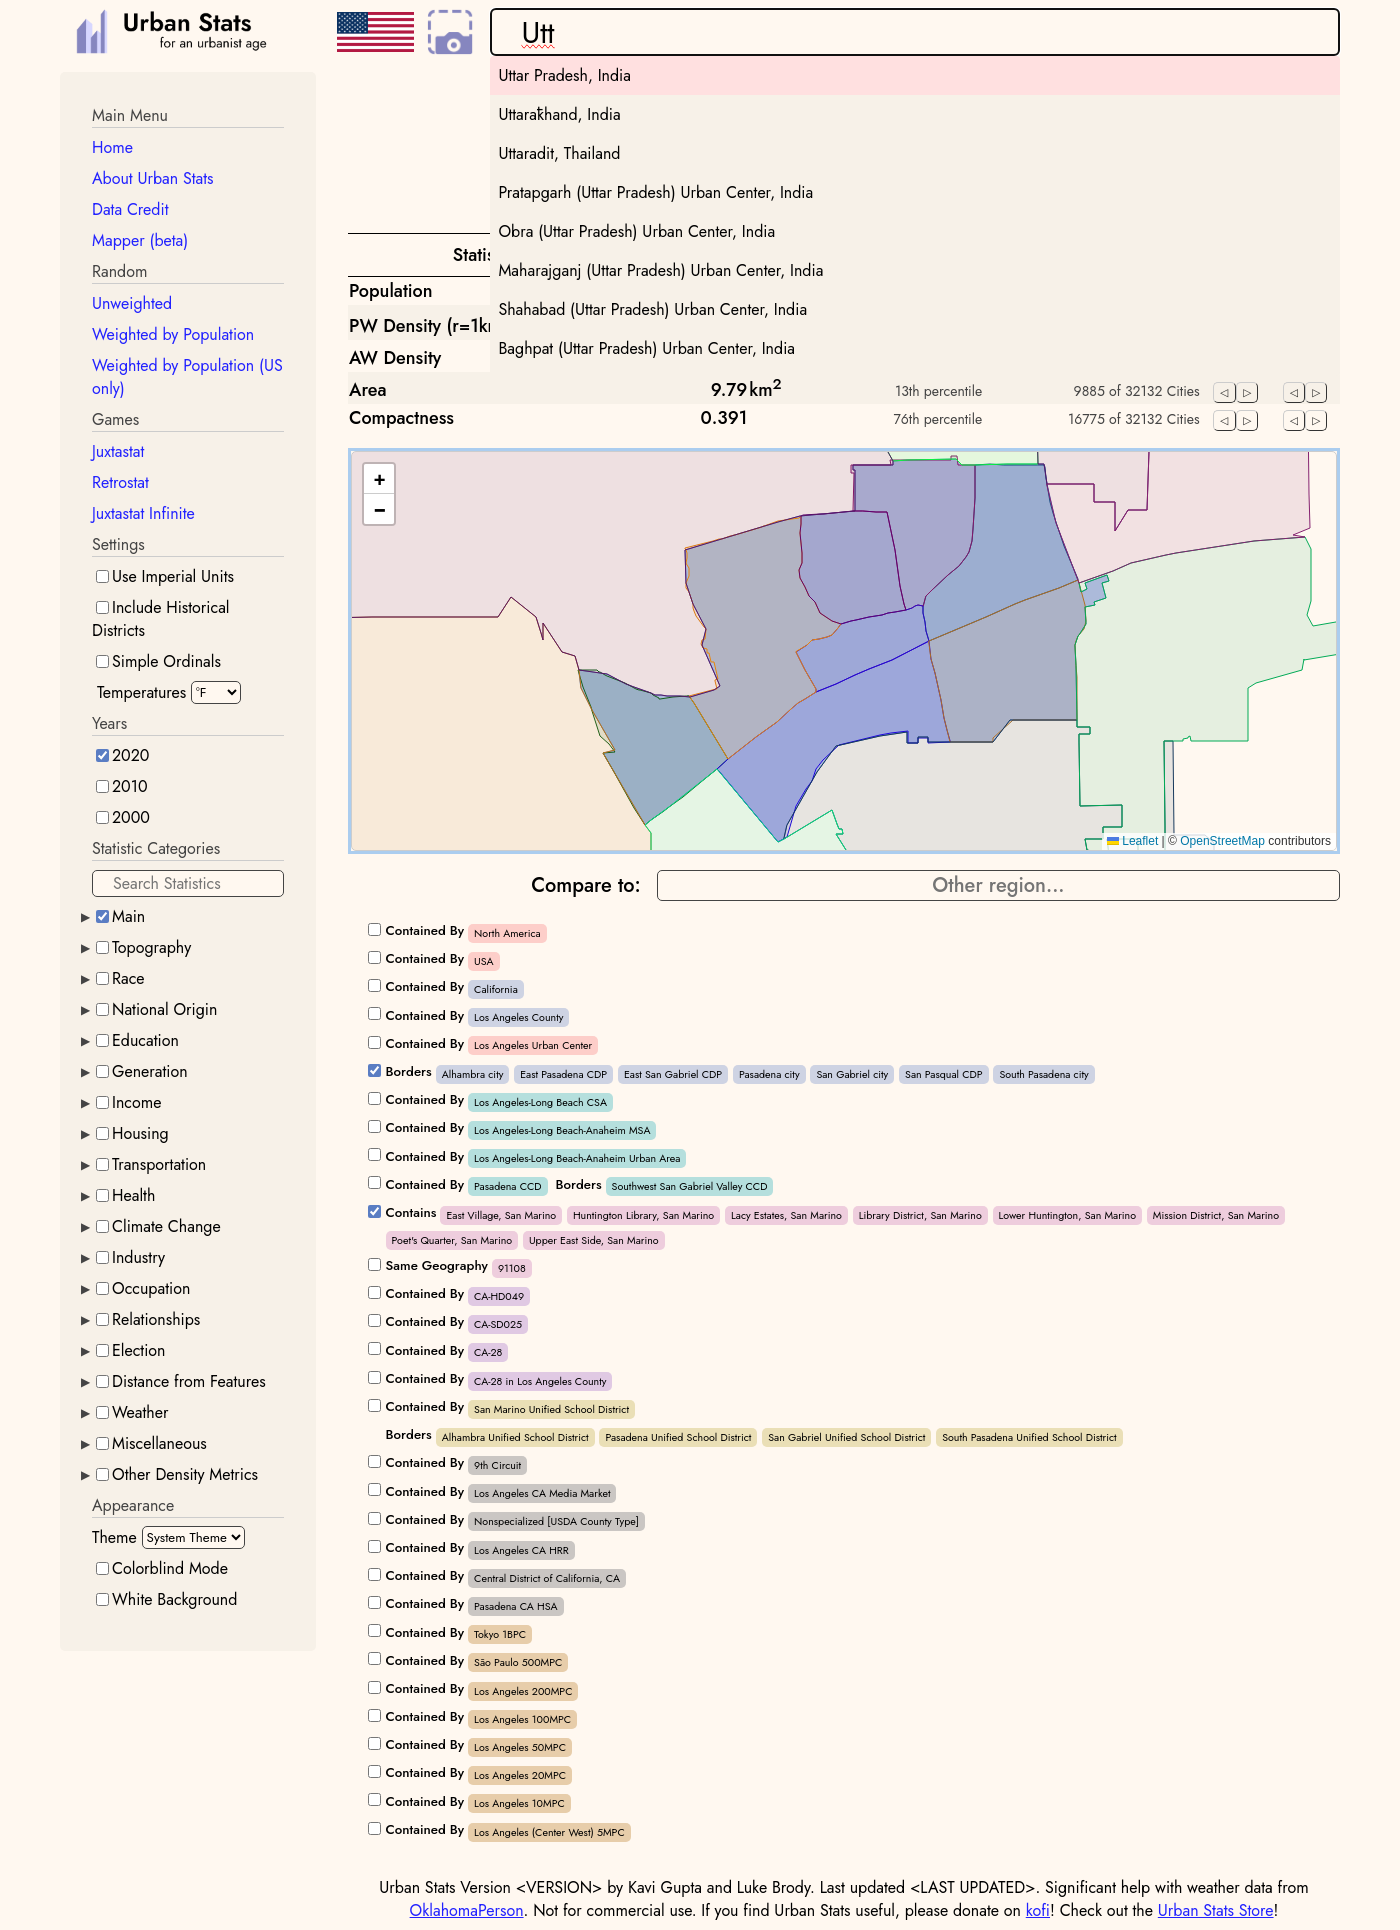 Urban Stats
for an urbanist age
Utt
Uttar Pradesh, India
Uttarākhand, India
Uttaradit, Thailand
Pratapgarh (Uttar Pradesh) Urban Center, India
Obra (Uttar Pradesh) Urban Center, India
Maharajganj (Uttar Pradesh) Urban Center, India
Shahabad (Uttar Pradesh) Urban Center, India
Baghpat (Uttar Pradesh) Urban Center, India
Main Menu
Home
About Urban Stats
Data Credit
Mapper (beta)
Random
Unweighted
Weighted by Population
Weighted by Population (US
only)
Games
Juxtastat
Retrostat
Juxtastat Infinite
Settings
Use Imperial Units
Include Historical
Districts
Simple Ordinals
Temperatures °F
Years
2020
2010
2000
Statistic Categories
Search Statistics
Main
Topography
Race
National Origin
Education
Generation
Income
Housing
Transportation
Health
Climate Change
Industry
Occupation
Relationships
Election
Distance from Features
Weather
Miscellaneous
Other Density Metrics
Appearance
Theme System Theme
Colorblind Mode
White Background
Statis
Population
PW Density (r=1k
AW Density
Area 9.79 km² 13th percentile 9885 of 32132 Cities
Compactness 0.391 76th percentile 16775 of 32132 Cities
+
−
Leaflet | © OpenStreetMap contributors
Compare to: Other region...
Contained By North America
Contained By USA
Contained By California
Contained By Los Angeles County
Contained By Los Angeles Urban Center
Borders Alhambra city East Pasadena CDP East San Gabriel CDP Pasadena city San Gabriel city San Pasqual CDP South Pasadena city
Contained By Los Angeles-Long Beach CSA
Contained By Los Angeles-Long Beach-Anaheim MSA
Contained By Los Angeles-Long Beach-Anaheim Urban Area
Contained By Pasadena CCD Borders Southwest San Gabriel Valley CCD
Contains East Village, San Marino Huntington Library, San Marino Lacy Estates, San Marino Library District, San Marino Lower Huntington, San Marino Mission District, San Marino
Poet's Quarter, San Marino Upper East Side, San Marino
Same Geography 91108
Contained By CA-HD049
Contained By CA-SD025
Contained By CA-28
Contained By CA-28 in Los Angeles County
Contained By San Marino Unified School District
Borders Alhambra Unified School District Pasadena Unified School District San Gabriel Unified School District South Pasadena Unified School District
Contained By 9th Circuit
Contained By Los Angeles CA Media Market
Contained By Nonspecialized [USDA County Type]
Contained By Los Angeles CA HRR
Contained By Central District of California, CA
Contained By Pasadena CA HSA
Contained By Tokyo 1BPC
Contained By São Paulo 500MPC
Contained By Los Angeles 200MPC
Contained By Los Angeles 100MPC
Contained By Los Angeles 50MPC
Contained By Los Angeles 20MPC
Contained By Los Angeles 10MPC
Contained By Los Angeles (Center West) 5MPC
Urban Stats Version <VERSION> by Kavi Gupta and Luke Brody. Last updated <LAST UPDATED>. Significant help with weather data from
OklahomaPerson. Not for commercial use. If you find Urban Stats useful, please donate on kofi! Check out the Urban Stats Store!